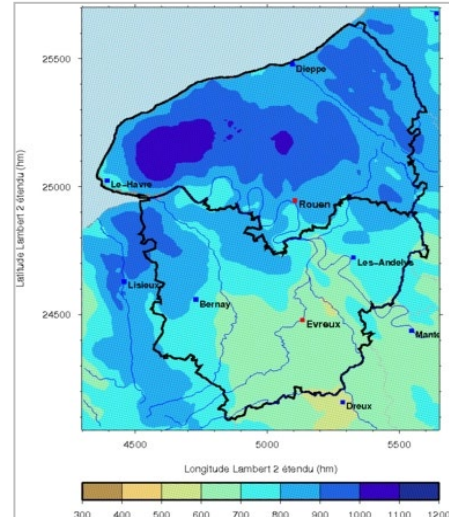 25500
Dieppe
Latitude Lambert 2 étendu (hm)
25000
Le-Havre
Rouen
Les-Andelys
Lisieux
Bernay
24500
Evreux
Dreux
4500 5000 5500
Longitude Lambert 2 étendu (hm)
300 400 500 600 700 800 900 1000 1100 1200